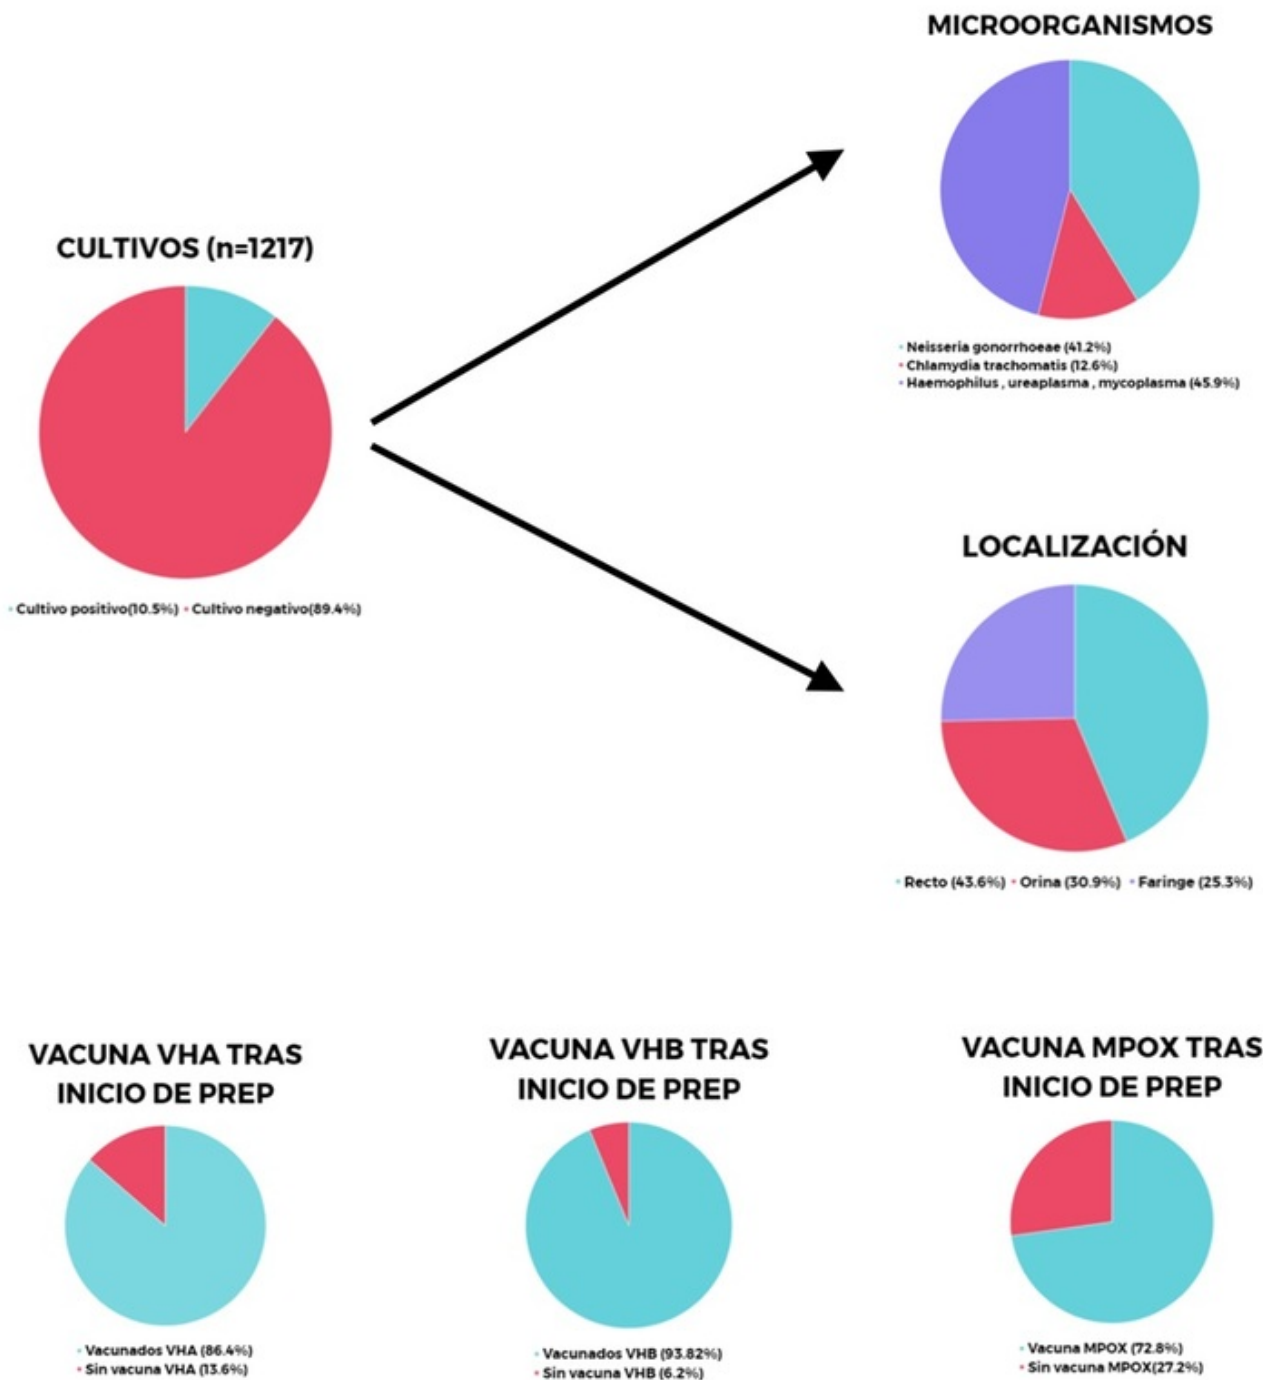 MICROORGANISMOS
Neisseria gonorrhoeae (41.2%)
Chlamydia trachomatis (12.6%)
Haemophilus , ureaplasma , mycoplasma (45.9%)
CULTIVOS (n=1217)
Cultivo positivo(10.5%) Cultivo negativo(89.4%)
LOCALIZACIÓN
Recto (43.6%) Orina (30.9%) Faringe (25.3%)
VACUNA VHA TRAS
INICIO DE PREP
Vacunados VHA (86.4%)
Sin vacuna VHA (13.6%)
VACUNA VHB TRAS
INICIO DE PREP
Vacunados VHB (93.82%)
Sin vacuna VHB (6.2%)
VACUNA MPOX TRAS
INICIO DE PREP
Vacuna MPOX (72.8%)
Sin vacuna MPOX(27.2%)